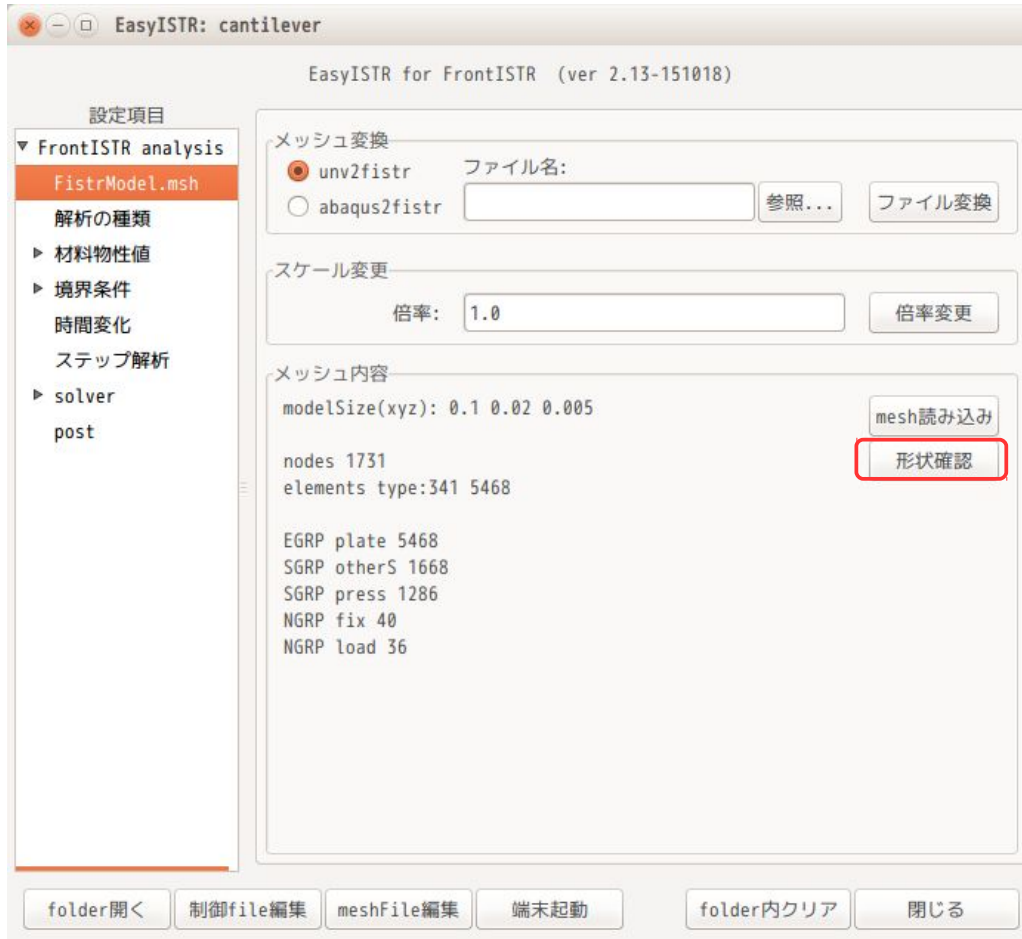 EasyISTR: cantilever
EasyISTR for FrontISTR (ver 2.13-151018)
設定項目
FrontISTR analysis
FistrModel.msh
解析の種類
材料物性値
境界条件
時間変化
ステップ解析
solver
post
メッシュ変換
unv2fistr
ファイル名:
abaqus2fistr
参照...
ファイル変換
スケール変更
倍率:
1.0
倍率変更
メッシュ内容
modelSize(xyz): 0.1 0.02 0.005
mesh読み込み
形状確認
nodes 1731
elements type:341 5468
EGRP plate 5468
SGRP otherS 1668
SGRP press 1286
NGRP fix 40
NGRP load 36
folder開く
制御file編集
meshFile編集
端末起動
folder内クリア
閉じる